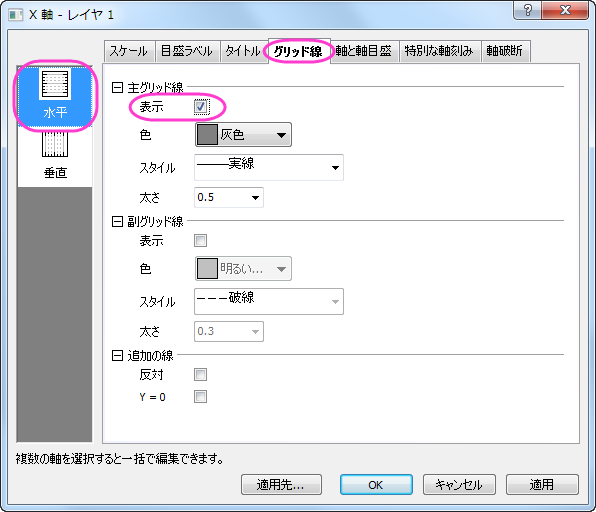 X 軸 - レイヤ 1
スケール 目盛ラベル タイトル グリッド線 軸と軸目盛 特別な軸刻み 軸破断
水平
垂直
主グリッド線
表示
色 灰色
スタイル 実線
太さ 0.5
副グリッド線
表示
色 明るい...
スタイル 破線
太さ 0.3
追加の線
反対
Y = 0
複数の軸を選択すると一括で編集できます。
適用先... OK キャンセル 適用